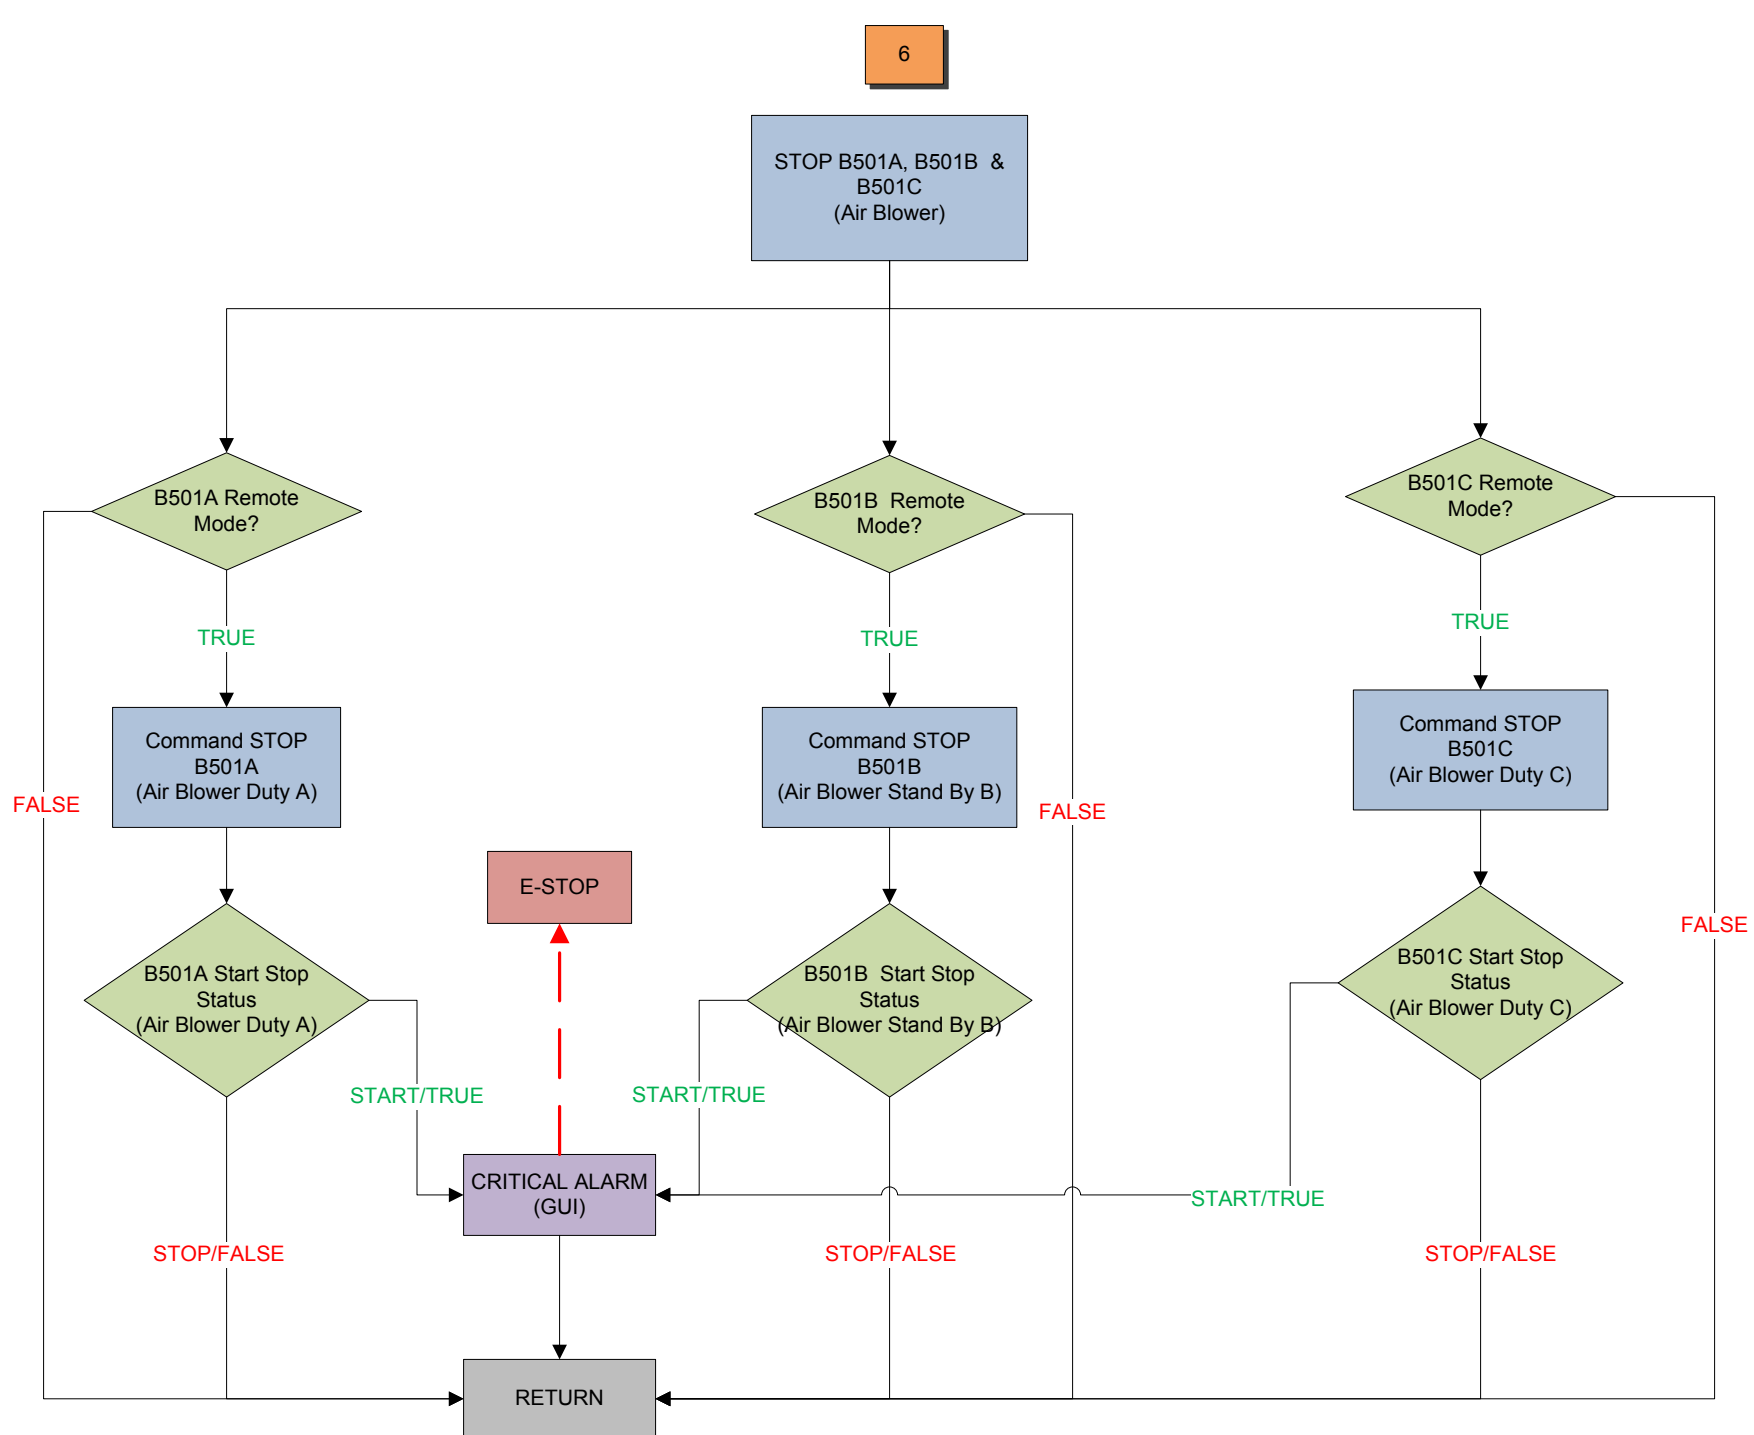 6
STOP B501A, B501B  &
B501C
(Air Blower)
B501A Remote
Mode?
B501B  Remote
Mode?
B501C Remote
Mode?
TRUE
TRUE
TRUE
Command STOP
B501A
(Air Blower Duty A)
Command STOP
B501B
(Air Blower Stand By B)
Command STOP
B501C
(Air Blower Duty C)
FALSE
FALSE
FALSE
E-STOP
B501A Start Stop
Status
(Air Blower Duty A)
B501B  Start Stop
Status
(Air Blower Stand By B)
B501C Start Stop
Status
(Air Blower Duty C)
START/TRUE
START/TRUE
START/TRUE
CRITICAL ALARM
(GUI)
STOP/FALSE
STOP/FALSE
STOP/FALSE
RETURN